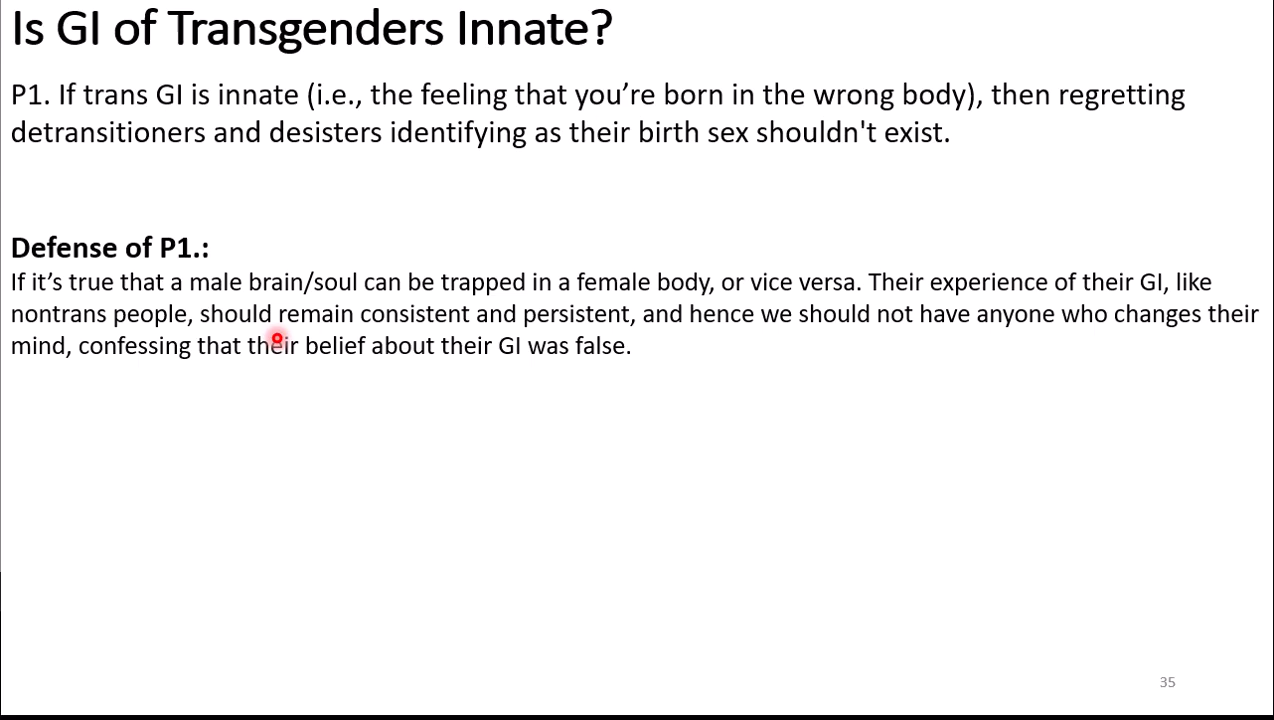 Is GI of Transgenders Innate?
P1. If trans GI is innate (i.e., the feeling that you’re born in the wrong body), then regretting
detransitioners and desisters identifying as their birth sex shouldn't exist.
Defense of P1.:
If it’s true that a male brain/soul can be trapped in a female body, or vice versa. Their experience of their GI, like
nontrans people, should remain consistent and persistent, and hence we should not have anyone who changes their
mind, confessing that their belief about their GI was false.
35